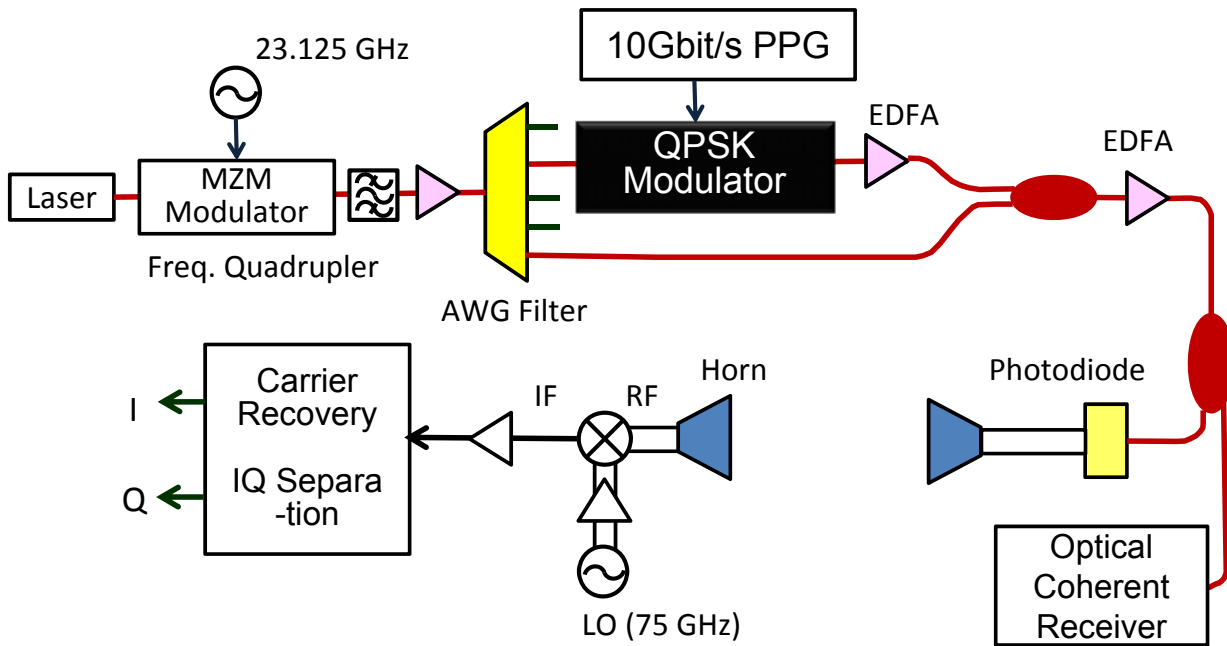 23.125 GHz
10Gbit/s PPG
Laser
MZM
Modulator
Freq. Quadrupler
AWG Filter
QPSK
Modulator
EDFA
EDFA
I
Q
Carrier
Recovery
IQ Separa
-tion
IF
RF
Horn
LO (75 GHz)
Photodiode
Optical
Coherent
Receiver